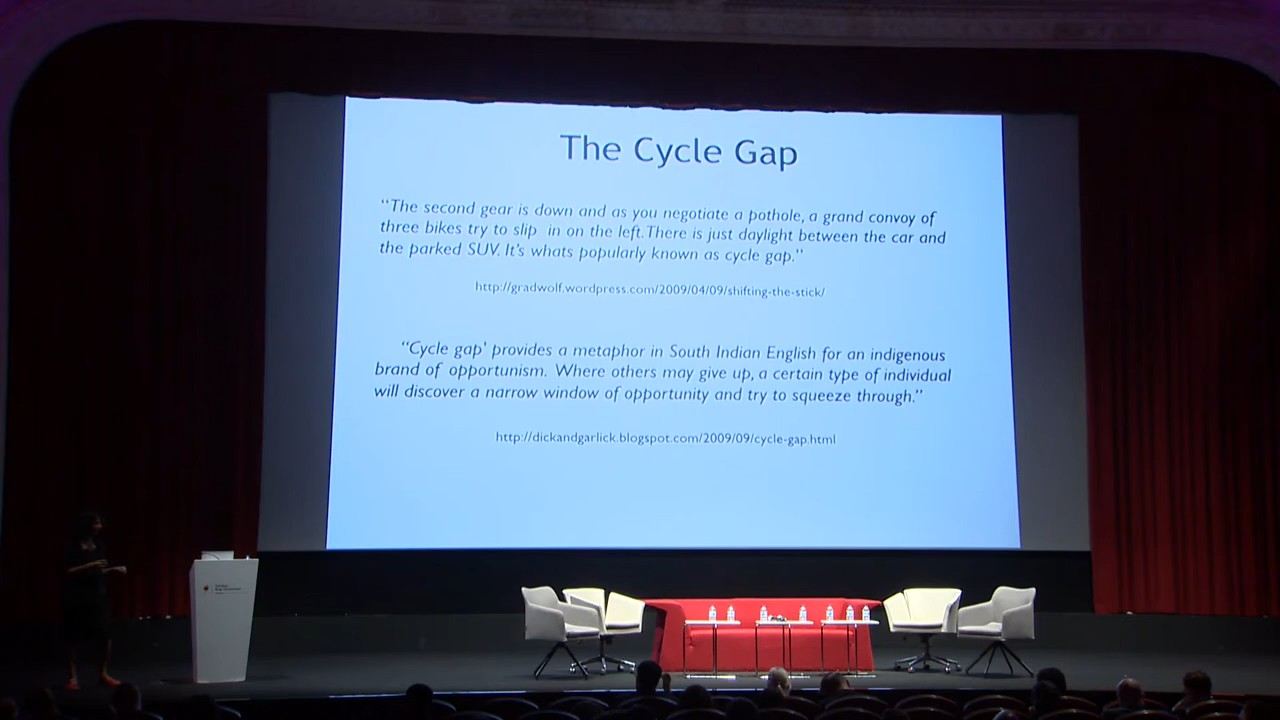 The Cycle Gap
“The second gear is down and as you negotiate a pothole, a grand convoy of
three bikes try to slip in on the left. There is just daylight between the car and
the parked SUV. It’s whats popularly known as cycle gap.”
http://gradwolf.wordpress.com/2009/04/09/shifting-the-stick/
“Cycle gap' provides a metaphor in South Indian English for an indigenous
brand of opportunism. Where others may give up, a certain type of individual
will discover a narrow window of opportunity and try to squeeze through.”
http://dickandgarlick.blogspot.com/2009/09/cycle-gap.html